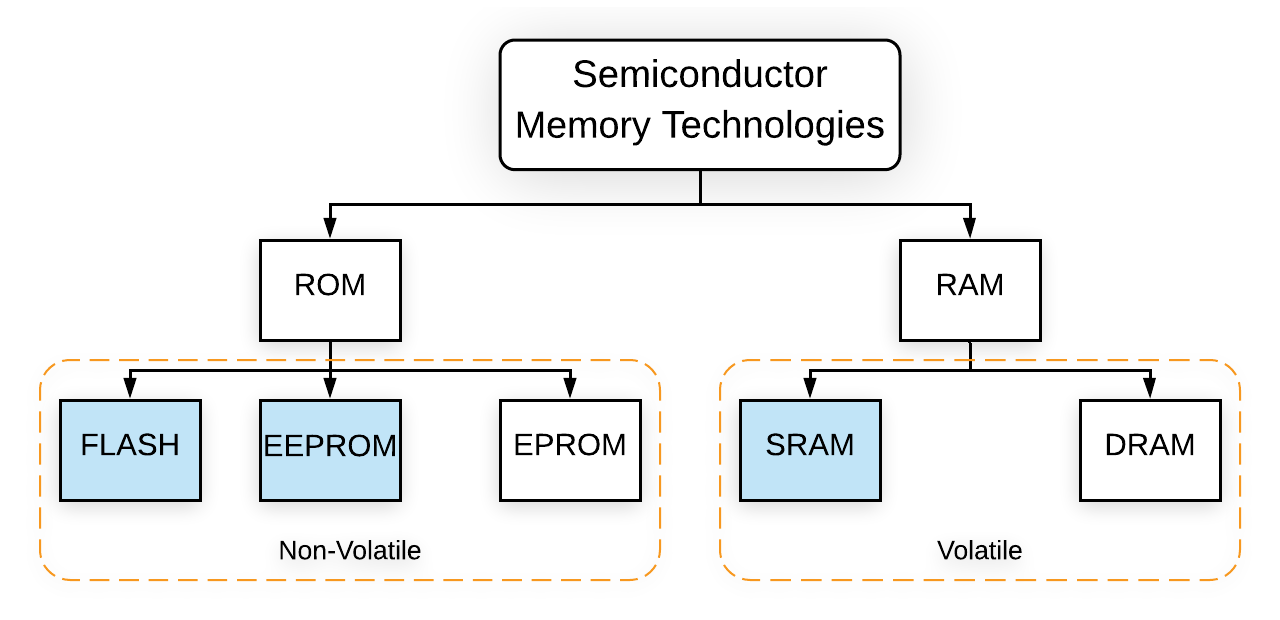 Semiconductor
Memory Technologies
ROM
RAM
FLASH
EEPROM
EPROM
SRAM
DRAM
Non-Volatile
Volatile